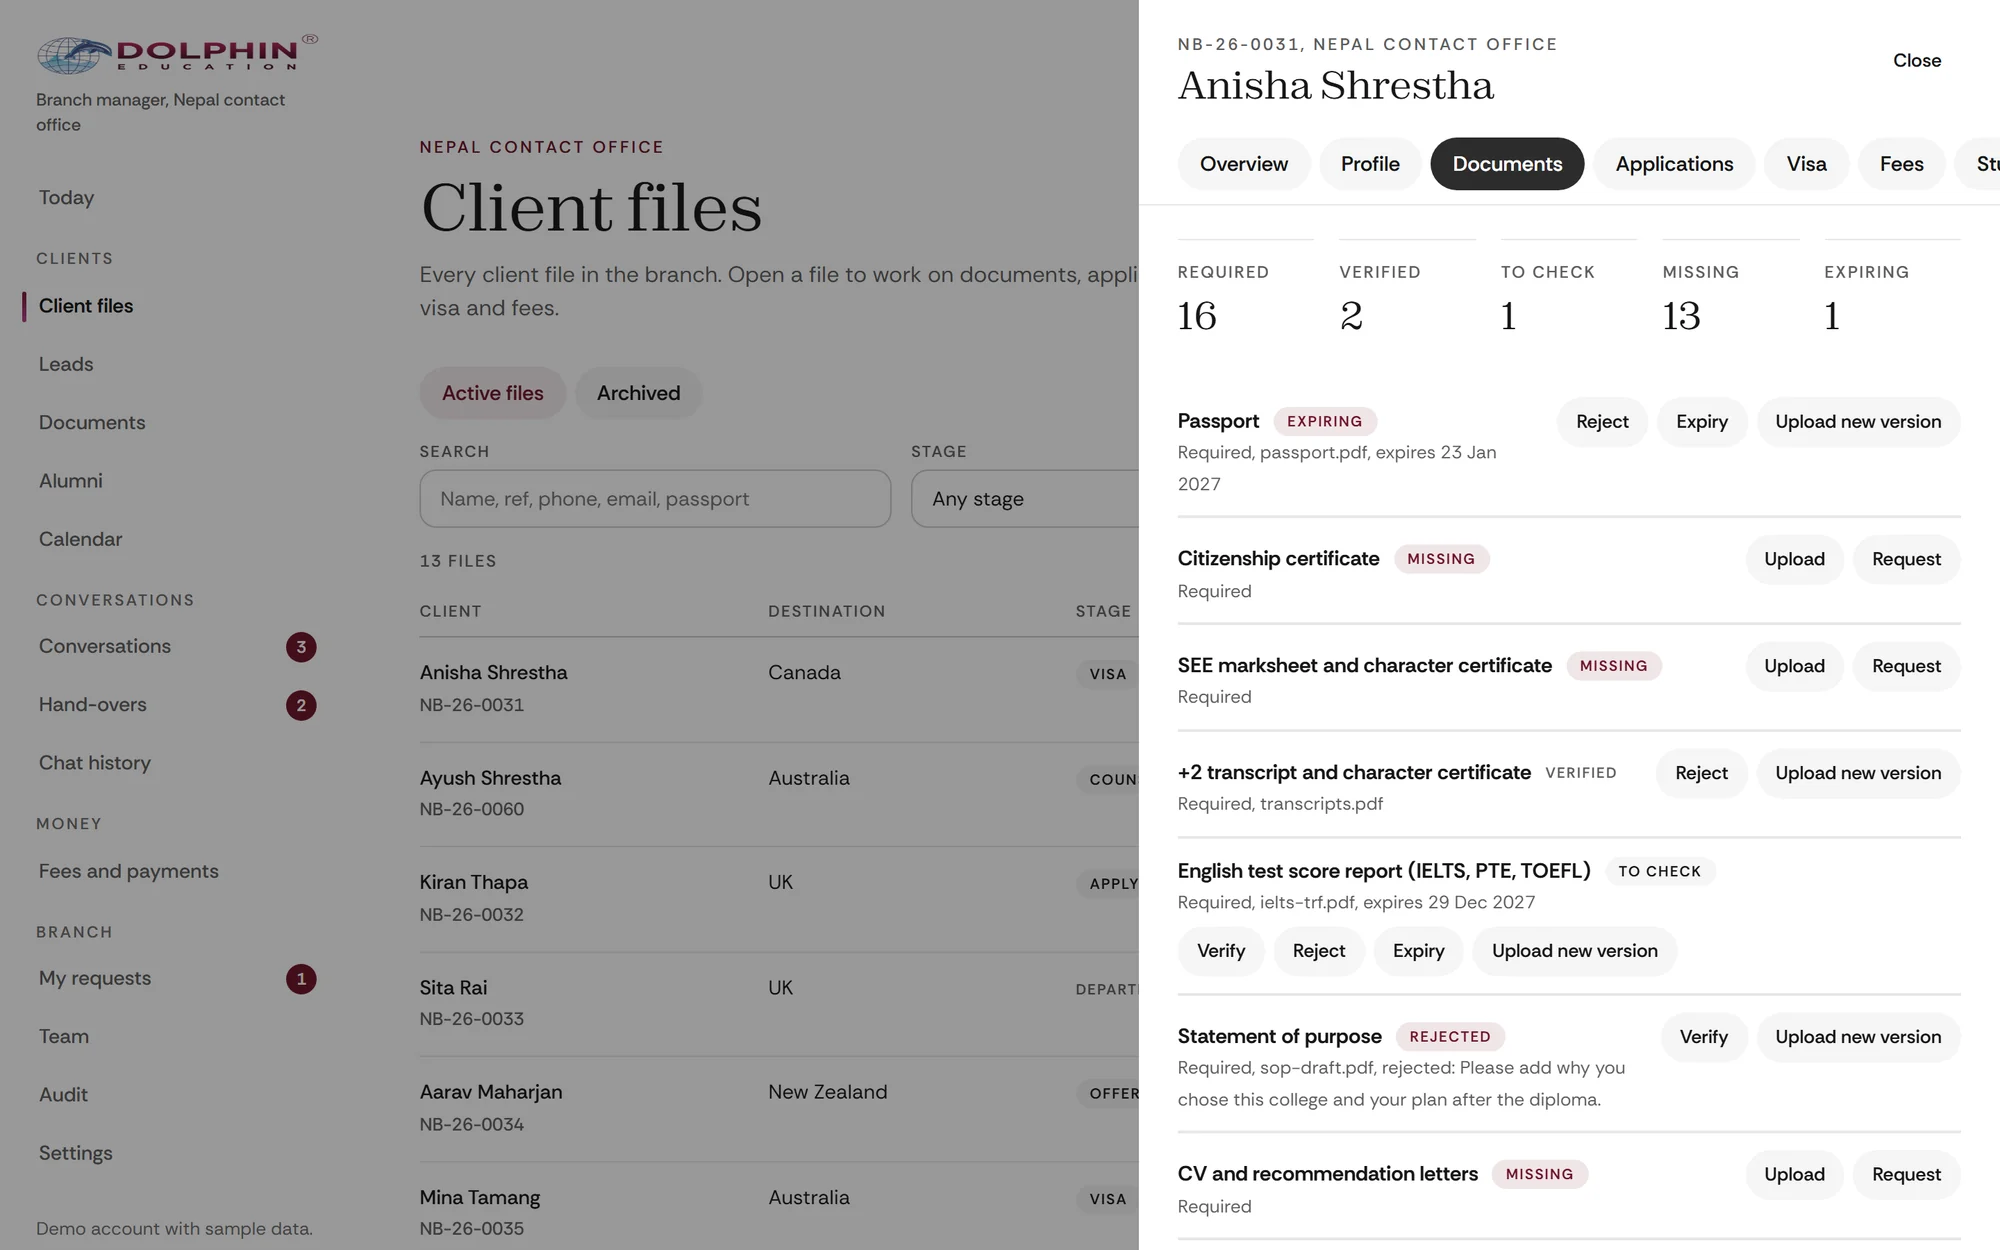 DOLPHIN®
EDUCATION
Branch manager, Nepal contact
office
Today
CLIENTS
Client files
Leads
Documents
Alumni
Calendar
CONVERSATIONS
Conversations 3
Hand-overs 2
Chat history
MONEY
Fees and payments
BRANCH
My requests 1
Team
Audit
Settings
Demo account with sample data.
NEPAL CONTACT OFFICE
Client files
Every client file in the branch. Open a file to work on documents, appli
visa and fees.
Active files Archived
SEARCH STAGE
Name, ref, phone, email, passport Any stage
13 FILES
CLIENT DESTINATION STAGE
Anisha Shrestha Canada VISA
NB-26-0031
Ayush Shrestha Australia COUN
NB-26-0060
Kiran Thapa UK APPLY
NB-26-0032
Sita Rai UK DEPART
NB-26-0033
Aarav Maharjan New Zealand OFFER
NB-26-0034
Mina Tamang Australia VISA
NB-26-0035
NB-26-0031, NEPAL CONTACT OFFICE
Anisha Shrestha
Close
Overview Profile Documents Applications Visa Fees Stu
REQUIRED VERIFIED TO CHECK MISSING EXPIRING
16 2 1 13 1
Passport EXPIRING Reject Expiry Upload new version
Required, passport.pdf, expires 23 Jan
2027
Citizenship certificate MISSING Upload Request
Required
SEE marksheet and character certificate MISSING Upload Request
Required
+2 transcript and character certificate VERIFIED Reject Upload new version
Required, transcripts.pdf
English test score report (IELTS, PTE, TOEFL) TO CHECK
Required, ielts-trf.pdf, expires 29 Dec 2027
Verify Reject Expiry Upload new version
Statement of purpose REJECTED Verify Upload new version
Required, sop-draft.pdf, rejected: Please add why you
chose this college and your plan after the diploma.
CV and recommendation letters MISSING Upload Request
Required